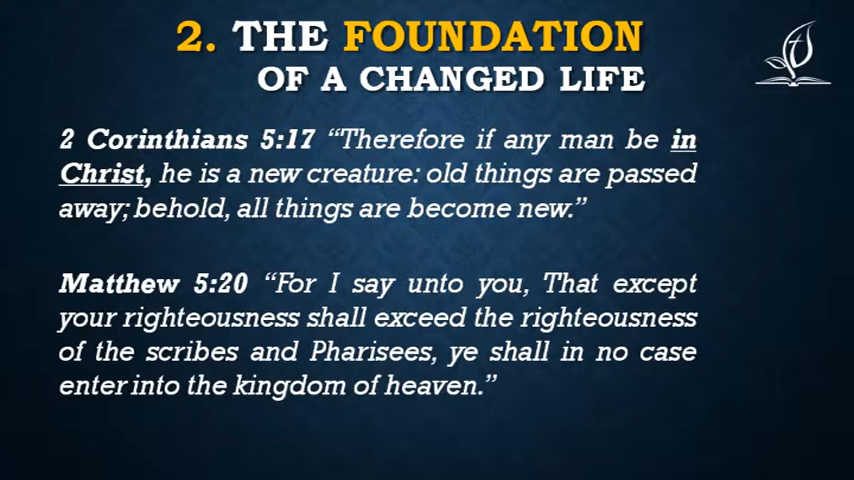 2. THE FOUNDATION
OF A CHANGED LIFE
2 Corinthians 5:17 “Therefore if any man be in
Christ, he is a new creature: old things are passed
away; behold, all things are become new.”
Matthew 5:20 “For I say unto you, That except
your righteousness shall exceed the righteousness
of the scribes and Pharisees, ye shall in no case
enter into the kingdom of heaven.”